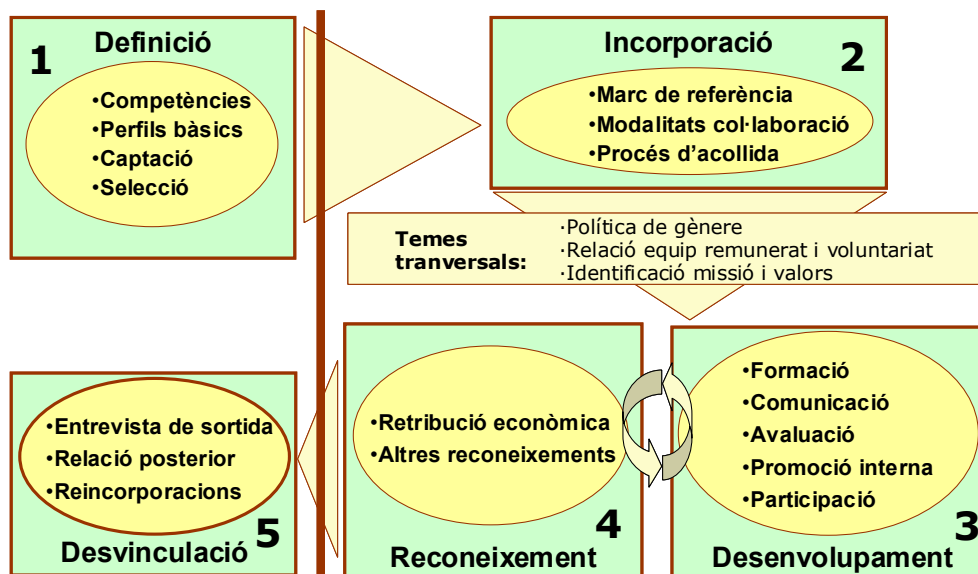 1
Definició
•Competències
•Perfils bàsics
•Captació
•Selecció
Incorporació
2
•Marc de referència
•Modalitats col·laboració
•Procés d'acollida
Temes
tranversals:
·Política de gènere
·Relació equip remunerat i voluntariat
·Identificació missió i valors
•Formació
•Comunicació
•Avaluació
•Promoció interna
•Participació
3
Desenvolupament
•Retribució econòmica
•Altres reconeixements
4
Reconeixement
•Entrevista de sortida
•Relació posterior
•Reincorporacions
5
Desvinculació